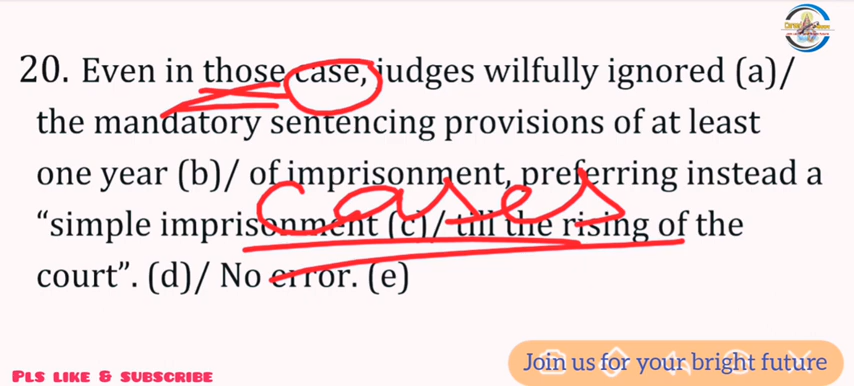 20. Even in those case, judges wilfully ignored (a)/
the mandatory sentencing provisions of at least
one year (b)/ of imprisonment, preferring instead a
cases
“simple imprisonment (c)/ till the rising of the
court”. (d)/ No error. (e)
Join us for your bright future
PLS LIKE & SUBSCRIBE